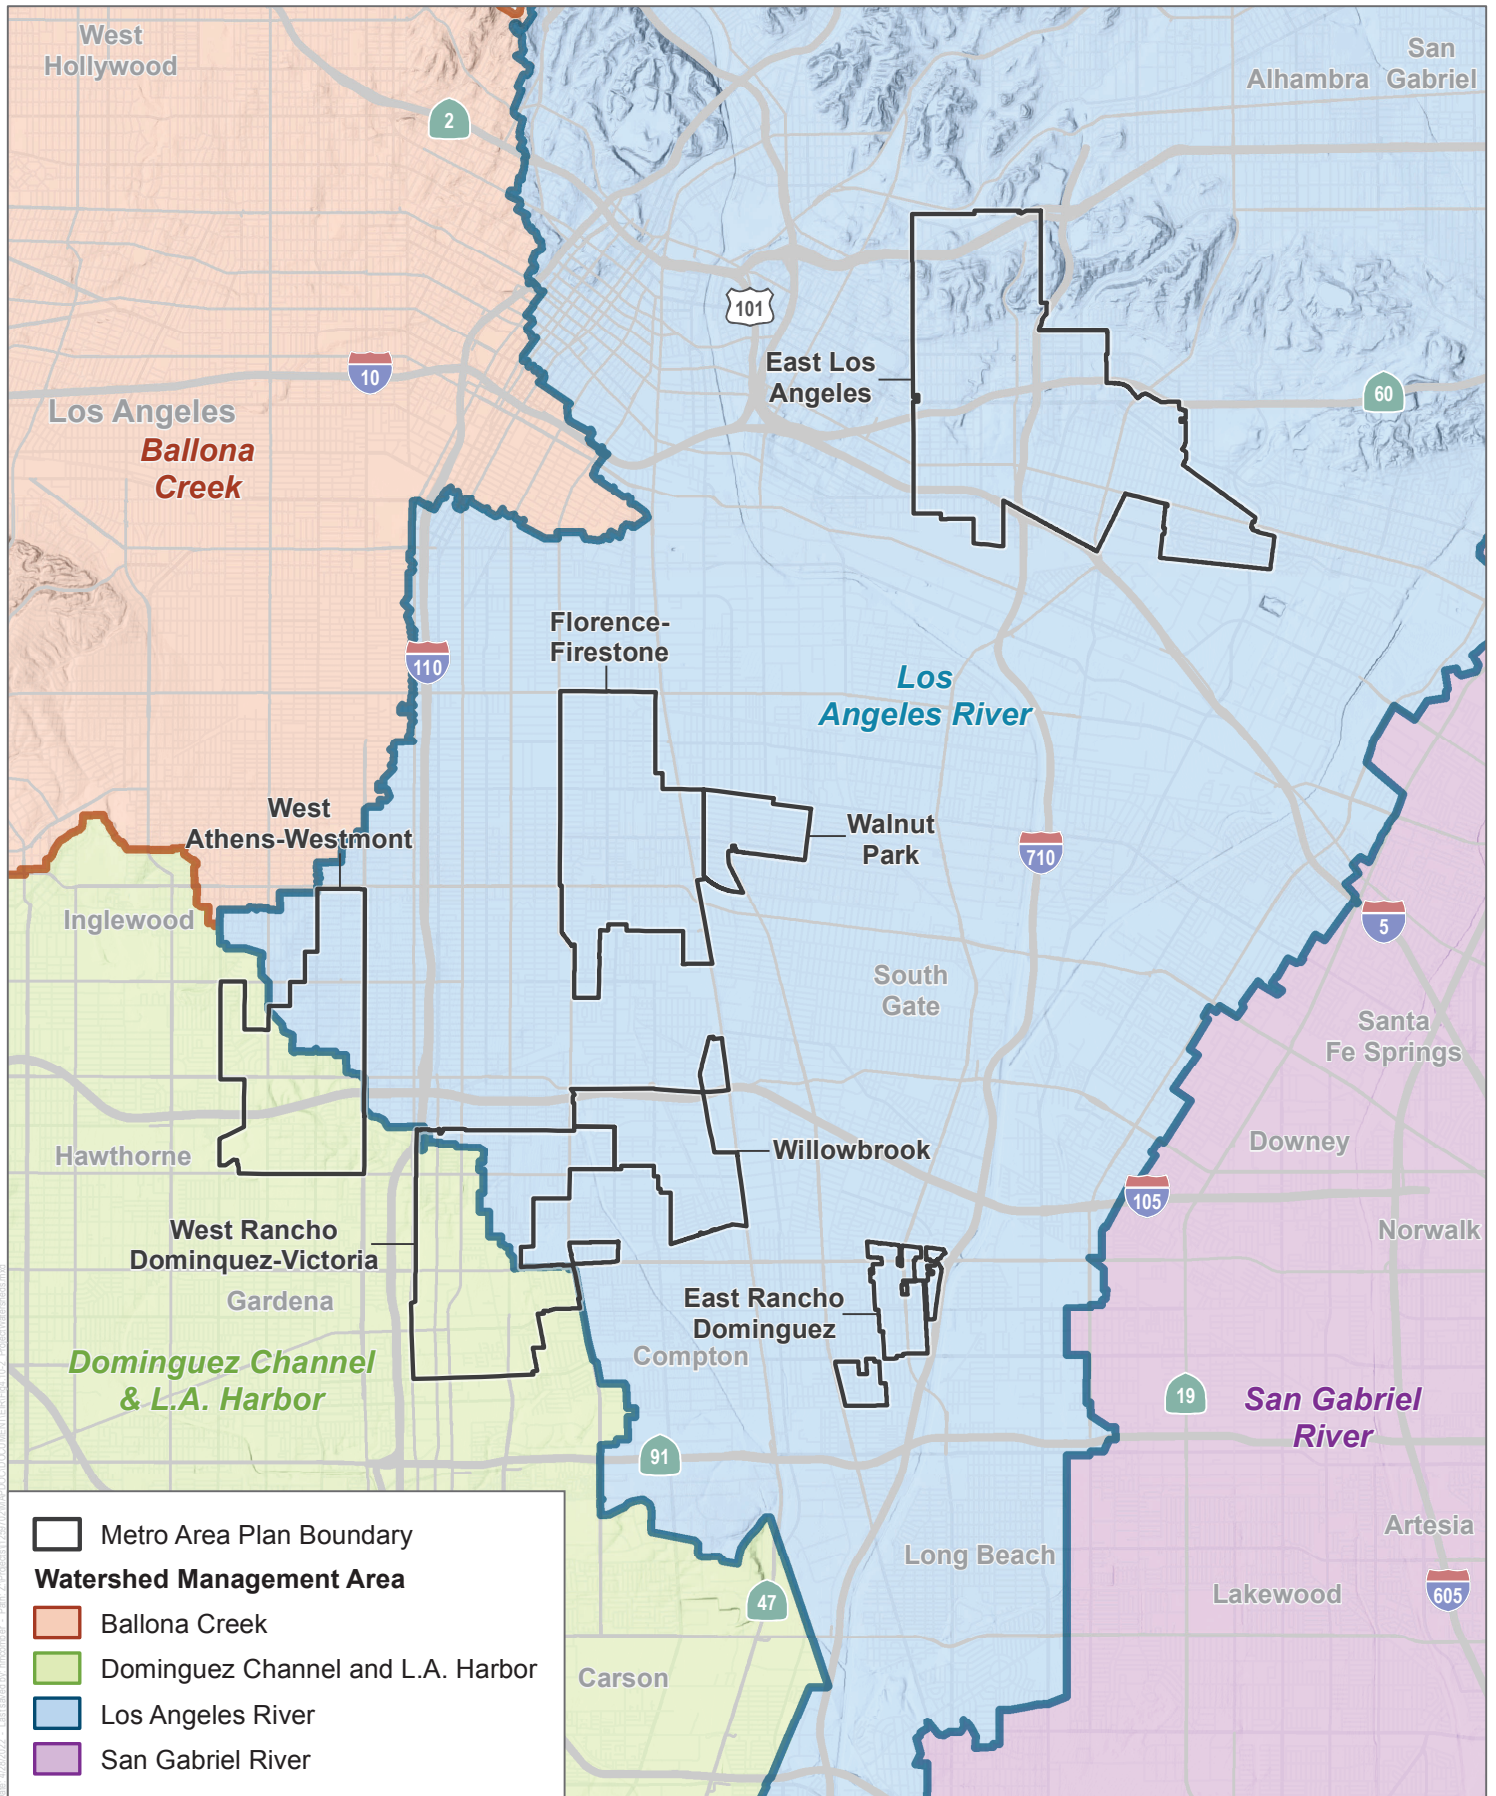 West
Hollywood
San
Alhambra Gabriel
2
101
East Los
Angeles
10
60
Los Angeles
Ballona
Creek
Florence-
Firestone
110
Los
Angeles River
West
Athens-Westmont
Walnut
Park
710
Inglewood
5
South
Gate
Santa
Fe Springs
Hawthorne
Willowbrook
Downey
105
West Rancho
Dominquez-Victoria
Norwalk
Gardena
East Rancho
Dominguez
Compton
Dominguez Channel
& L.A. Harbor
19
San Gabriel
River
91
Artesia
Long Beach
Lakewood
605
47
Carson
Metro Area Plan Boundary
Watershed Management Area
Ballona Creek
Dominguez Channel and L.A. Harbor
Los Angeles River
San Gabriel River